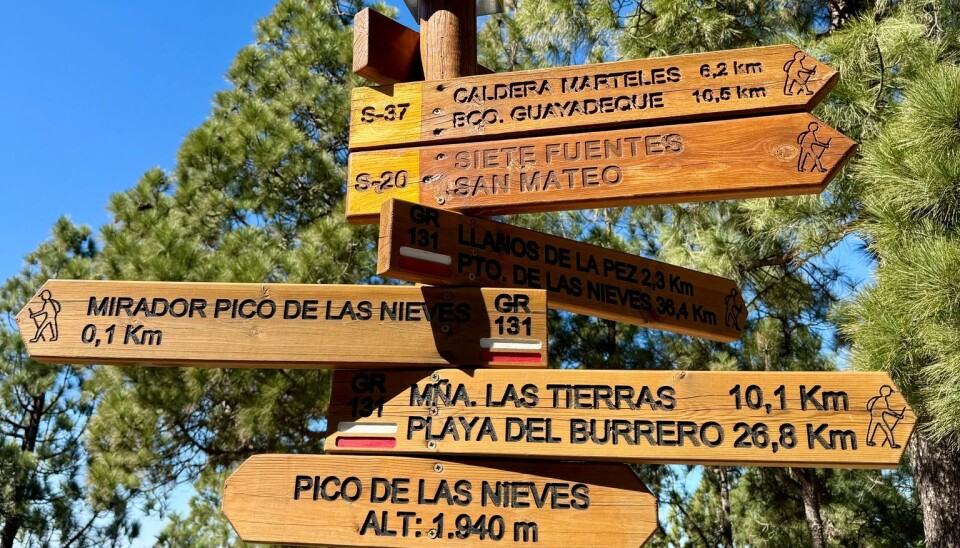 S-37
CALDERA MARTELES 6,2 km
BCO. GUAYADEQUE 10,5 km
S-20
SIETE FUENTES
SAN MATEO
GR
131
LLANOS DE LA PEZ 2,3 Km
PTO. DE LAS NIEVES 36,4 Km
MIRADOR PICO DE LAS NIEVES
0,1 Km
GR
131
GR
131
MÑA. LAS TIERRAS 10,1 Km
PLAYA DEL BURRERO 26,8 Km
PICO DE LAS NIEVES
ALT: 1.940 m